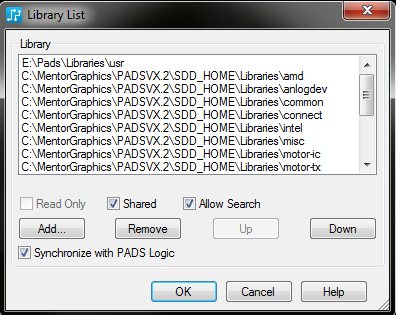 Library List
Library
E:\Pads\Libraries\usr
C:\MentorGraphics\PADSVX.2\SDD_HOME\Libraries\amd
C:\MentorGraphics\PADSVX.2\SDD_HOME\Libraries\anlogdev
C:\MentorGraphics\PADSVX.2\SDD_HOME\Libraries\common
C:\MentorGraphics\PADSVX.2\SDD_HOME\Libraries\connect
C:\MentorGraphics\PADSVX.2\SDD_HOME\Libraries\intel
C:\MentorGraphics\PADSVX.2\SDD_HOME\Libraries\misc
C:\MentorGraphics\PADSVX.2\SDD_HOME\Libraries\motor-ic
C:\MentorGraphics\PADSVX.2\SDD_HOME\Libraries\motor-tx
Read Only Shared Allow Search
Add... Remove Up Down
Synchronize with PADS Logic
OK Cancel Help